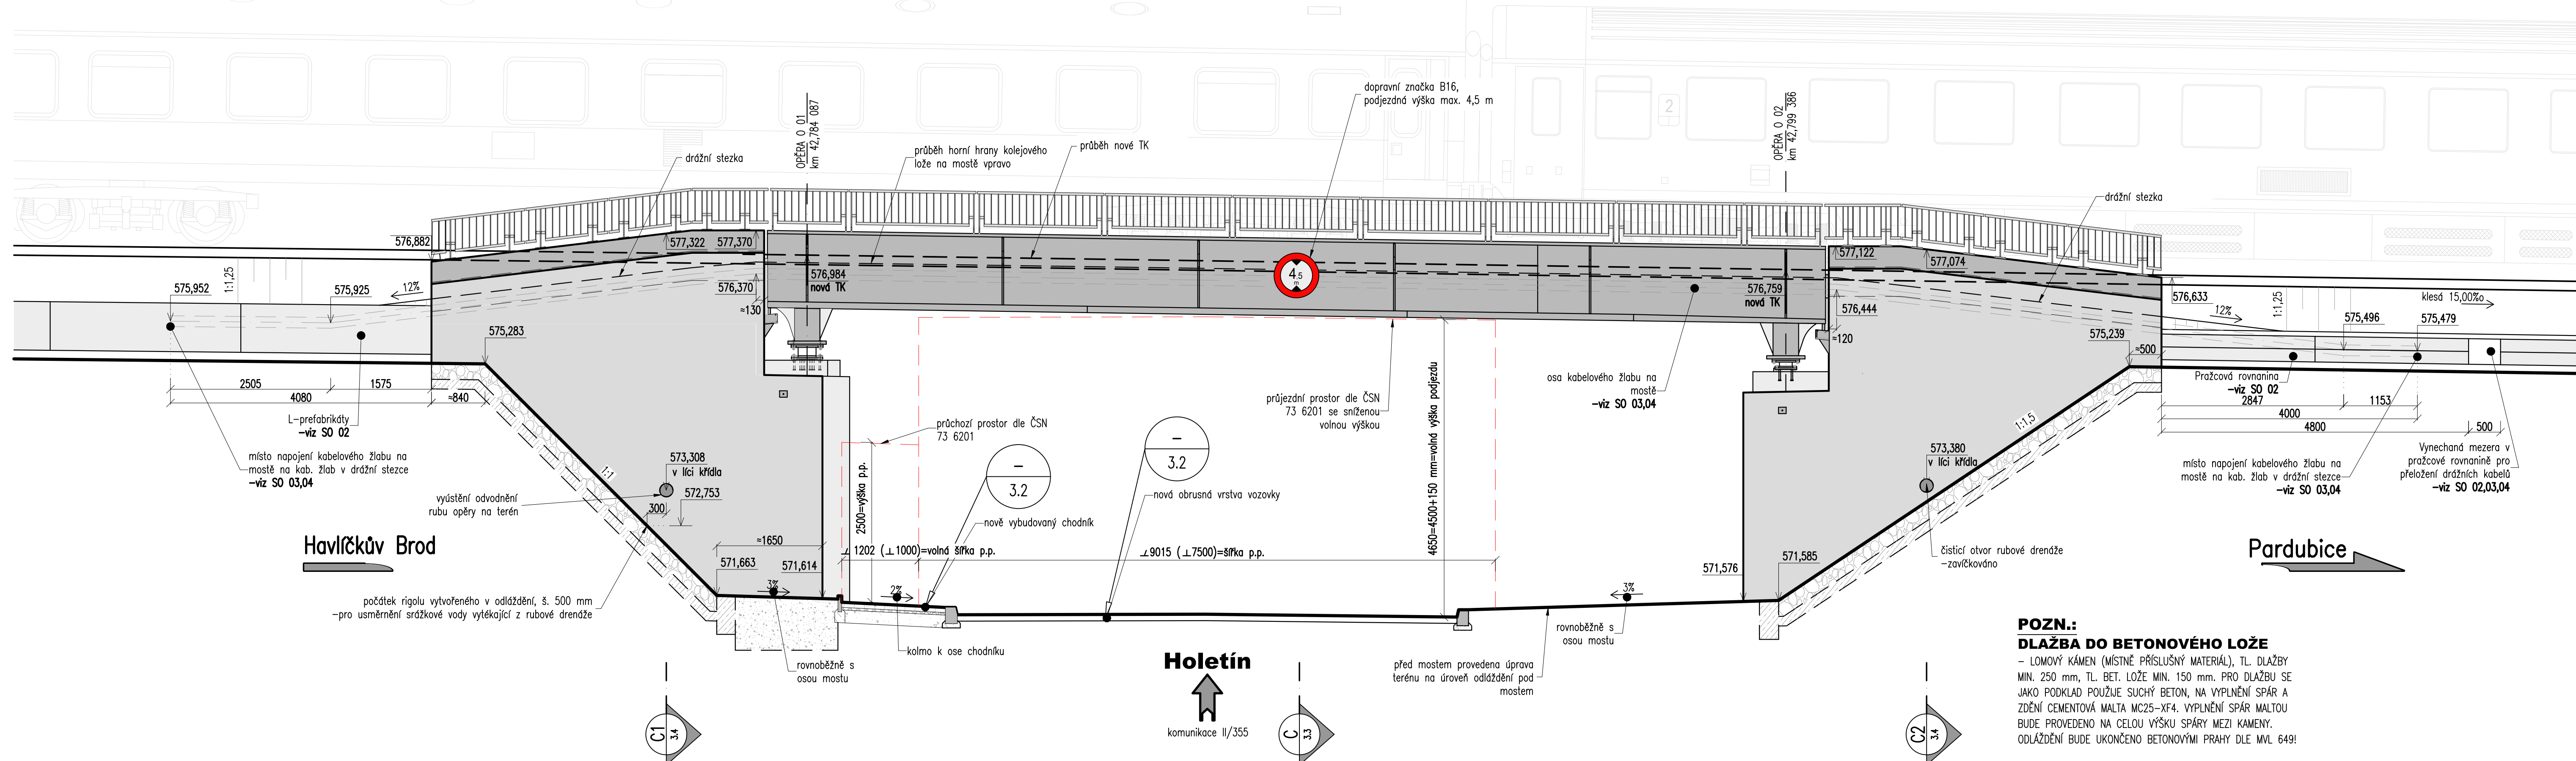 2
OPĚRA O 01
km 42,784 087
OPĚRA O 02
km 42,799 386
dopravní značka B16,
podjezdná výška max. 4,5 m
drážní stezka
průběh horní hrany kolejového
lože na mostě vpravo
průběh nové TK
drážní stezka
576,882
577,322
577,370
576,984
nová TK
576,370
≈130
4.5
m
576,759
nová TK
577,122
577,074
576,444
≈120
576,633
klesá 15,00%o
1:1,25
575,952
575,925
12%
575,283
1:1,25
12%
575,496
575,479
575,239
≈500
2505
1575
4080
≈840
L-prefabrikáty
-viz SO 02
místo napojení kabelového žlabu na
mostě na kab. žlab v drážní stezce
-viz SO 03,04
vyústění odvodnění
rubu opěry na terén
1:1
573,308
v líci křídla
572,753
300
≈1650
571,663
571,614
3%
2%
Havlíčkův Brod
počátek rigolu vytvořeného v odláždění, š. 500 mm
-pro usměrnění srážkové vody vytékající z rubové drenáže
průchozí prostor dle ČSN
73 6201
2500=výška p.p.
–
3.2
–
3.2
nová obrusná vrstva vozovky
nově vybudovaný chodník
⊥ 1202 (⊥1000)=volná šířka p.p.
⊥9015 (⊥7500)=šířka p.p.
4650=4500+150 mm=volná výška podjezdu
průjezdní prostor dle ČSN
73 6201 se sníženou
volnou výškou
osa kabelového žlabu na
mostě
-viz SO 03,04
rovnoběžně s
osou mostu
kolmo k ose chodníku
Holetín
komunikace II/355
před mostem provedena úprava
terénu na úroveň odláždění pod
mostem
rovnoběžně s
osou mostu
3%
571,576
571,585
573,380
v líci křídla
1:1,5
čisticí otvor rubové drenáže
-zavíčkováno
Pražcová rovnanina
-viz SO 02
2847
1153
4000
4800
500
místo napojení kabelového žlabu na
mostě na kab. žlab v drážní stezce
-viz SO 03,04
Vynechaná mezera v
pražcové rovnanině pro
přeložení drážních kabelů
-viz SO 02,03,04
Pardubice
C1
3.4
C
3.3
C2
3.4
POZN.:
DLAŽBA DO BETONOVÉHO LOŽE
- LOMOVÝ KÁMEN (MÍSTNĚ PŘÍSLUŠNÝ MATERIÁL), TL. DLAŽBY
MIN. 250 mm, TL. BET. LOŽE MIN. 150 mm. PRO DLAŽBU SE
JAKO PODKLAD POUŽIJE SUCHÝ BETON, NA VYPLNĚNÍ SPÁR A
ZDĚNÍ CEMENTOVÁ MALTA MC25-XF4. VYPLNĚNÍ SPÁR MALTOU
BUDE PROVEDENO NA CELOU VÝŠKU SPÁRY MEZI KAMENY.
ODLÁŽDĚNÍ BUDE UKONČENO BETONOVÝMI PRAHY DLE MVL 649!